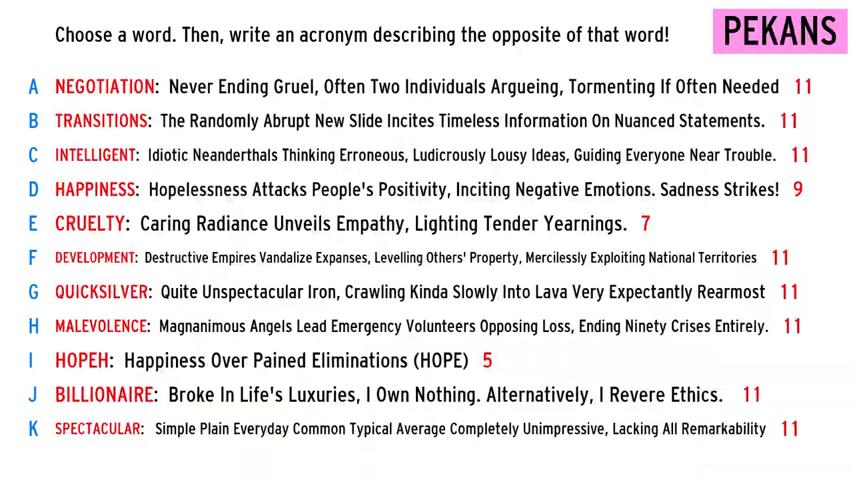 Choose a word. Then, write an acronym describing the opposite of that word!
PEKANS
A NEGOTIATION: Never Ending Gruel, Often Two Individuals Argueing, Tormenting If Often Needed 11
B TRANSITIONS: The Randomly Abrupt New Slide Incites Timeless Information On Nuanced Statements. 11
C INTELLIGENT: Idiotic Neanderthals Thinking Erroneous, Ludicrously Lousy Ideas, Guiding Everyone Near Trouble. 11
D HAPPINESS: Hopelessness Attacks People's Positivity, Inciting Negative Emotions. Sadness Strikes! 9
E CRUELTY: Caring Radiance Unveils Empathy, Lighting Tender Yearnings. 7
F DEVELOPMENT: Destructive Empires Vandalize Expanses, Levelling Others' Property, Mercilessly Exploiting National Territories 11
G QUICKSILVER: Quite Unspectacular Iron, Crawling Kinda Slowly Into Lava Very Expectantly Rearmost 11
H MALEVOLENCE: Magnanimous Angels Lead Emergency Volunteers Opposing Loss, Ending Ninety Crises Entirely. 11
I HOPEH: Happiness Over Pained Eliminations (HOPE) 5
J BILLIONAIRE: Broke In Life's Luxuries, I Own Nothing. Alternatively, I Revere Ethics. 11
K SPECTACULAR: Simple Plain Everyday Common Typical Average Completely Unimpressive, Lacking All Remarkability 11